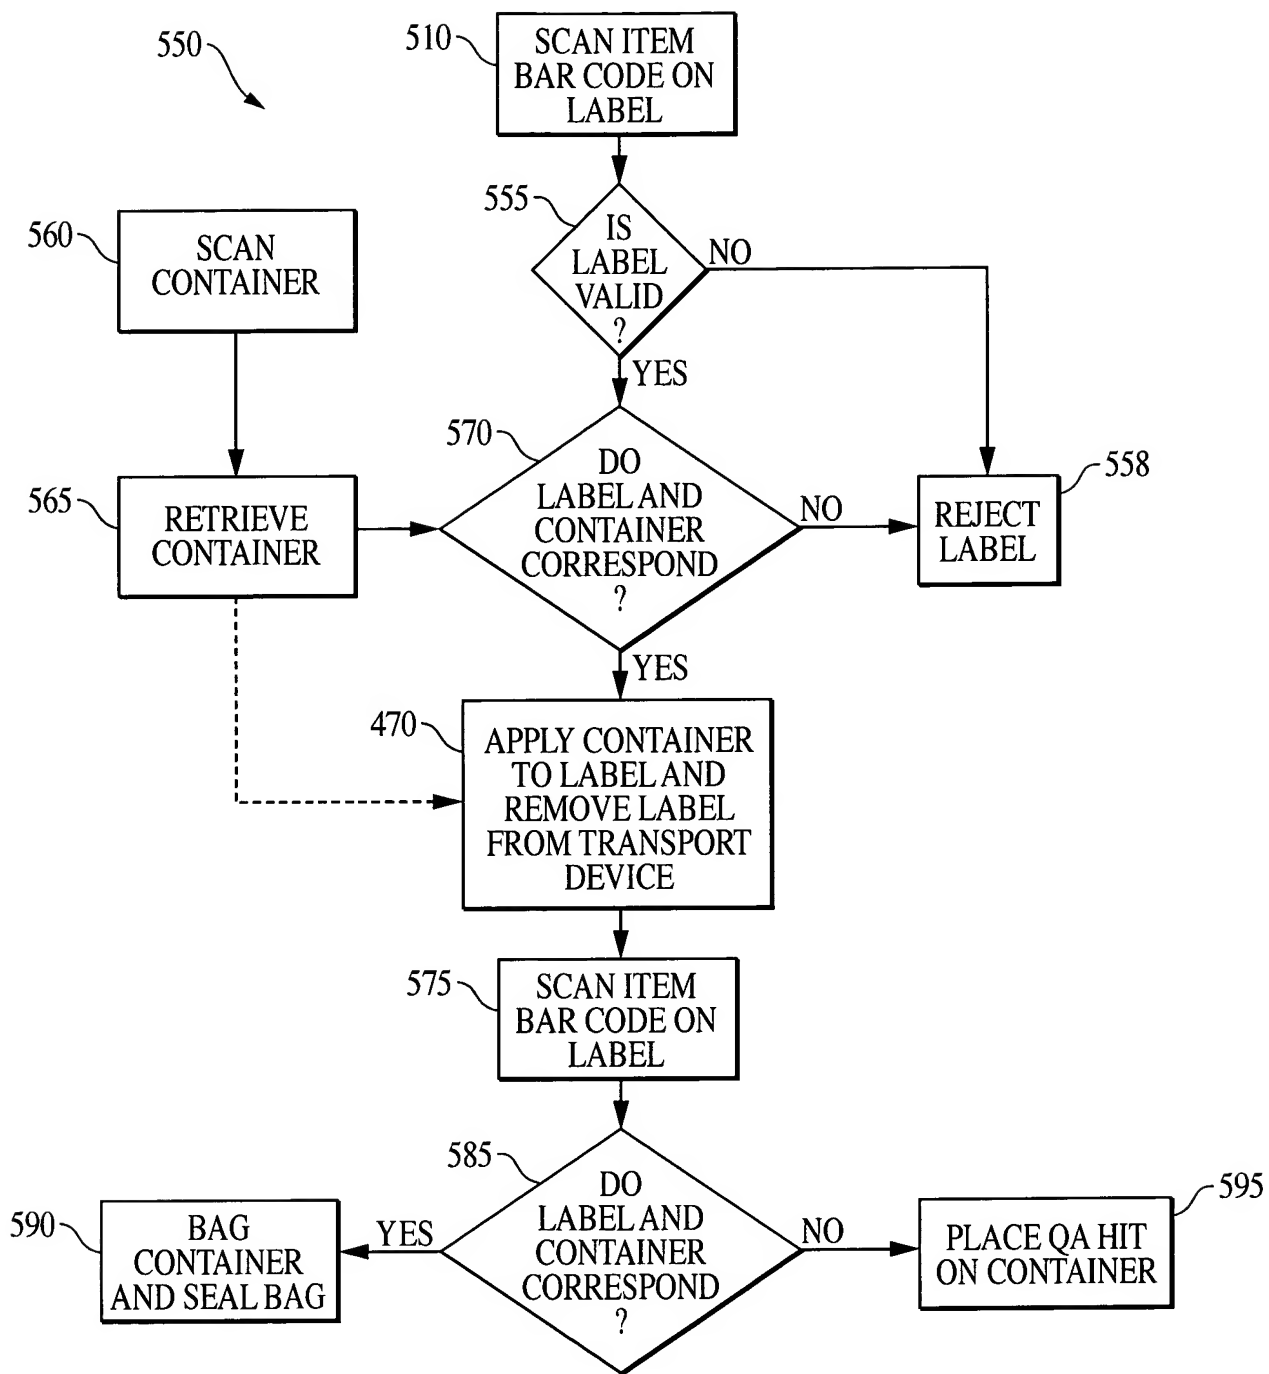 550
510
SCAN ITEM
BAR CODE ON
LABEL
555
IS
LABEL
VALID
?
NO
YES
560
SCAN
CONTAINER
565
RETRIEVE
CONTAINER
570
DO
LABEL AND
CONTAINER
CORRESPOND
?
NO
YES
558
REJECT
LABEL
470
APPLY CONTAINER
TO LABEL AND
REMOVE LABEL
FROM TRANSPORT
DEVICE
575
SCAN ITEM
BAR CODE ON
LABEL
585
DO
LABEL AND
CONTAINER
CORRESPOND
?
YES
NO
590
BAG
CONTAINER
AND SEAL BAG
595
PLACE QA HIT
ON CONTAINER